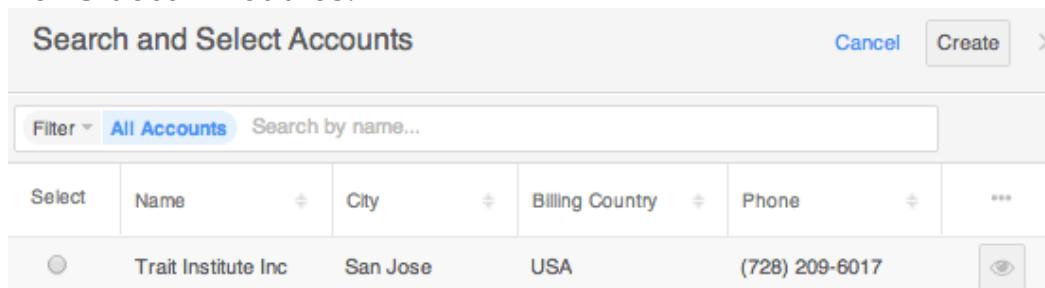 Search and Select Accounts Cancel Create
Filter All Accounts Search by name...
Select Name City Billing Country Phone ...
Trait Institute Inc San Jose USA (728) 209-6017